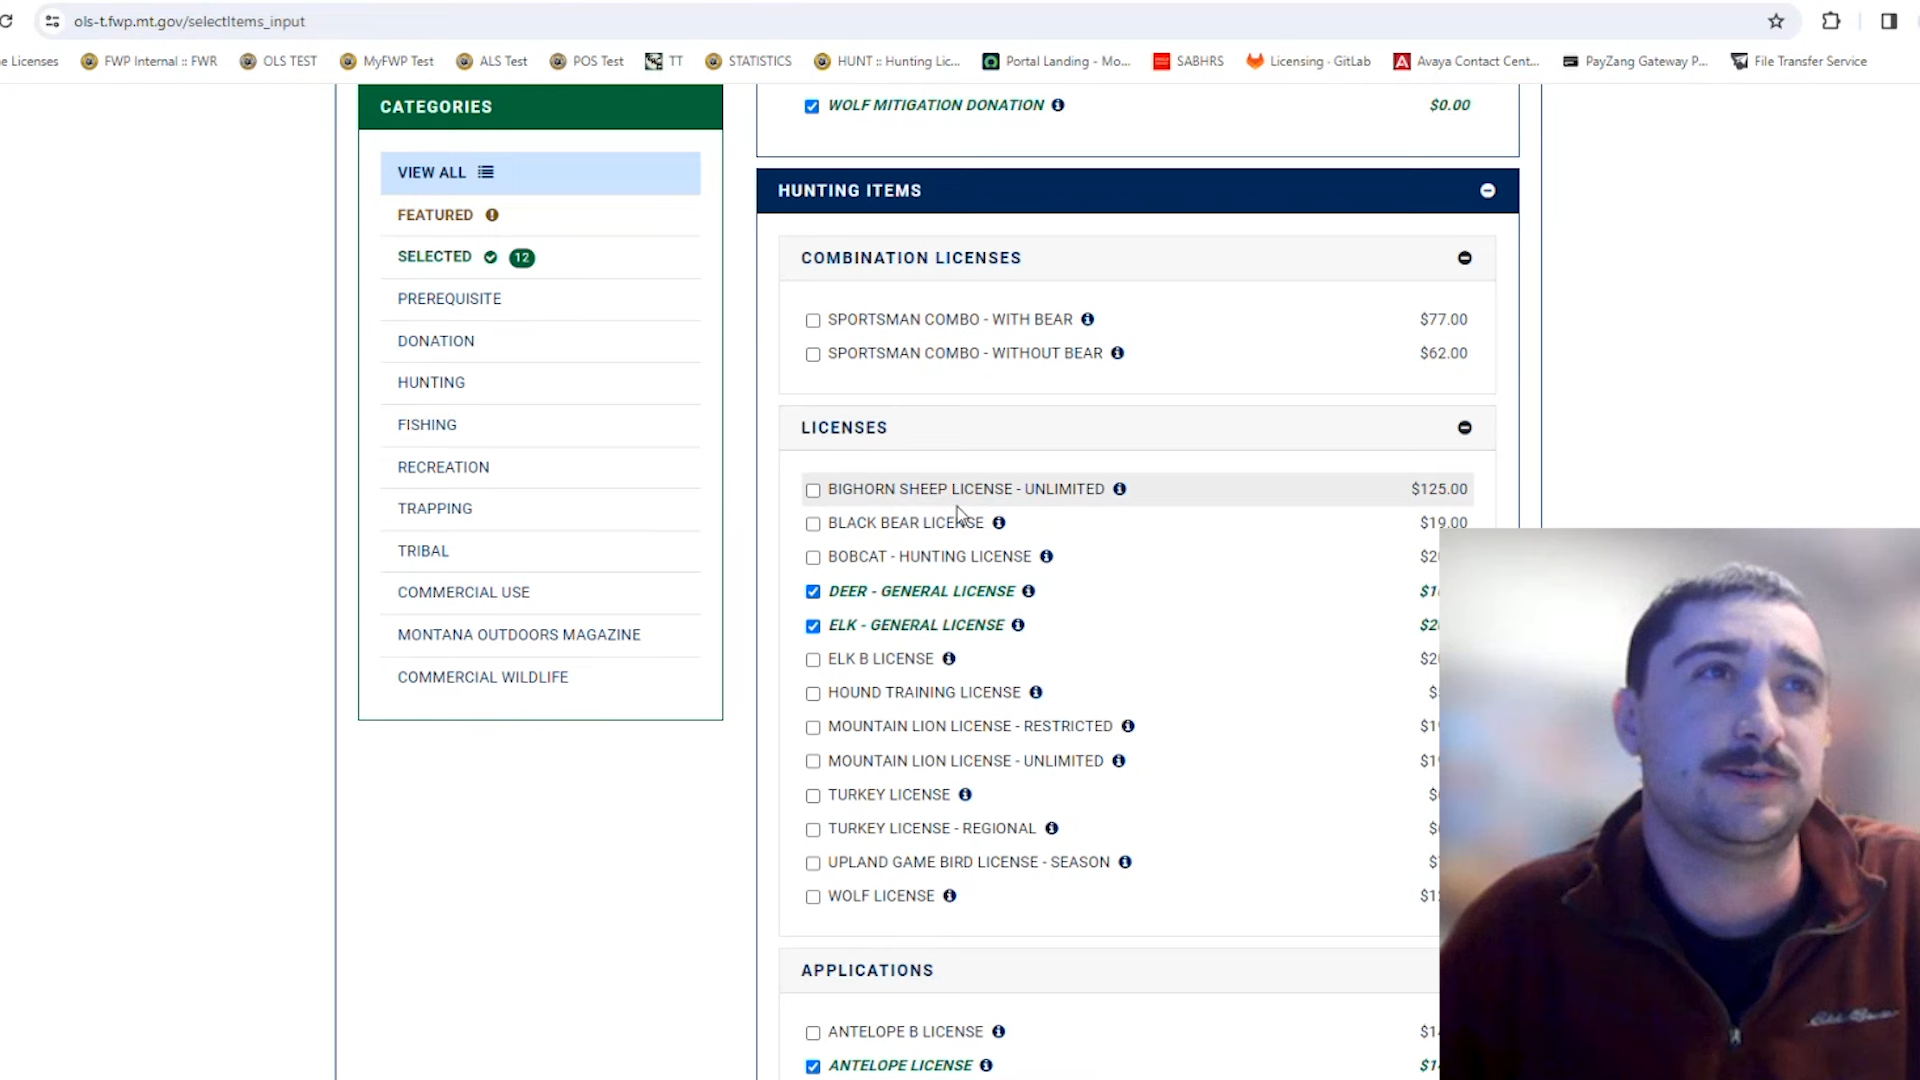 ols-t.fwp.mt.gov/selectItems_input
e Licenses FWP Internal :: FWR OLS TEST MyFWP Test ALS Test POS Test TT STATISTICS HUNT :: Hunting Lic... Portal Landing - Mo... SABHRS Licensing · GitLab Avaya Contact Cent... PayZang Gateway P... File Transfer Service
CATEGORIES
VIEW ALL
FEATURED
SELECTED 12
PREREQUISITE
DONATION
HUNTING
FISHING
RECREATION
TRAPPING
TRIBAL
COMMERCIAL USE
MONTANA OUTDOORS MAGAZINE
COMMERCIAL WILDLIFE
WOLF MITIGATION DONATION $0.00
HUNTING ITEMS
COMBINATION LICENSES
SPORTSMAN COMBO - WITH BEAR $77.00
SPORTSMAN COMBO - WITHOUT BEAR $62.00
LICENSES
BIGHORN SHEEP LICENSE - UNLIMITED $125.00
BLACK BEAR LICENSE $19.00
BOBCAT - HUNTING LICENSE
DEER - GENERAL LICENSE
ELK - GENERAL LICENSE
ELK B LICENSE
HOUND TRAINING LICENSE
MOUNTAIN LION LICENSE - RESTRICTED
MOUNTAIN LION LICENSE - UNLIMITED
TURKEY LICENSE
TURKEY LICENSE - REGIONAL
UPLAND GAME BIRD LICENSE - SEASON
WOLF LICENSE
APPLICATIONS
ANTELOPE B LICENSE
ANTELOPE LICENSE